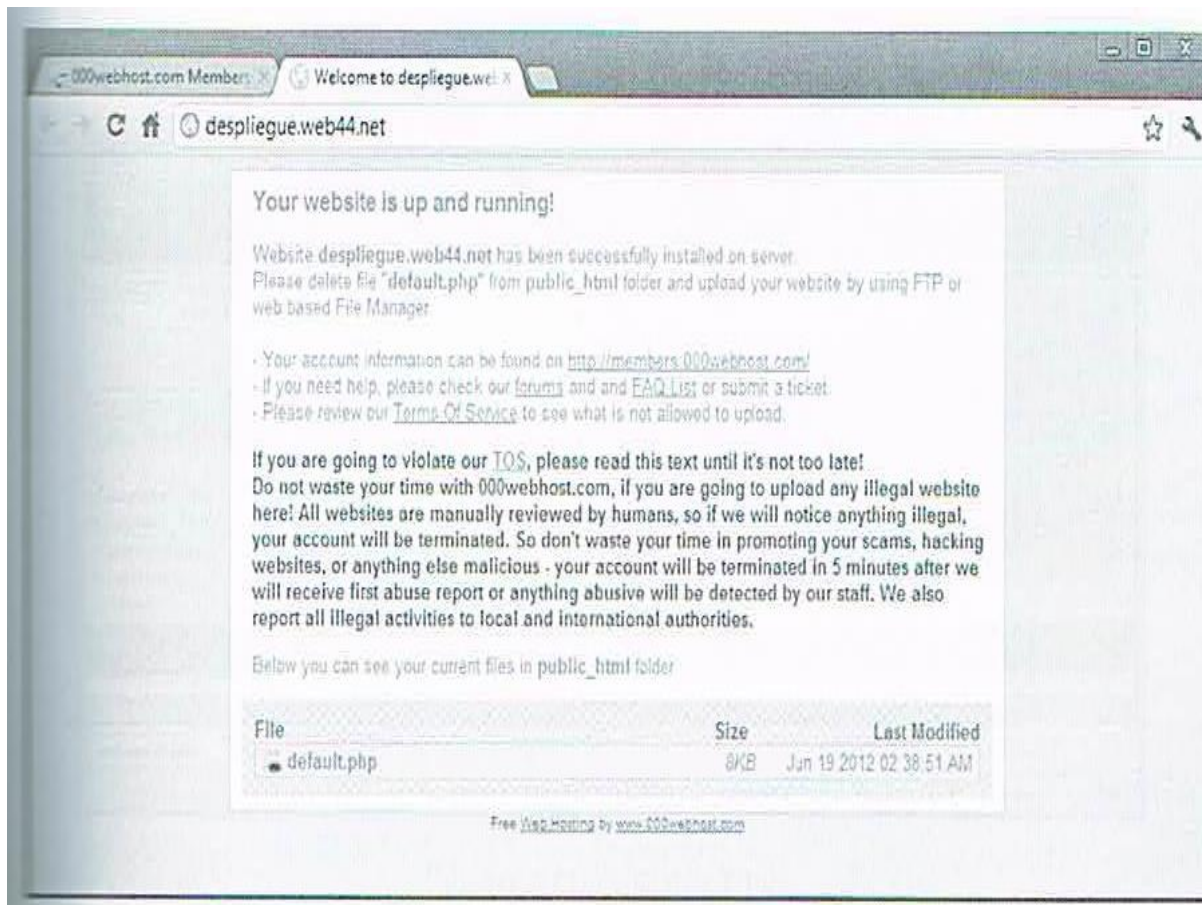 000webhost.com Members
Welcome to despliegue.wel
despliegue.web44.net
Your website is up and running!
Website despliegue.web44.net has been successfully installed on server.
Please delete file "default.php" from public_html folder and upload your website by using FTP or
web based File Manager.
- Your account information can be found on http://members.000webhost.com/
- If you need help, please check our forums and and FAQ List or submit a ticket.
- Please review our Terms Of Service to see what is not allowed to upload.
If you are going to violate our TOS, please read this text until it's not too late!
Do not waste your time with 000webhost.com, if you are going to upload any illegal website
here! All websites are manually reviewed by humans, so if we will notice anything illegal,
your account will be terminated. So don't waste your time in promoting your scams, hacking
websites, or anything else malicious - your account will be terminated in 5 minutes after we
will receive first abuse report or anything abusive will be detected by our staff. We also
report all illegal activities to local and international authorities.
Below you can see your current files in public_html folder
File Size Last Modified
default.php 8KB Jun 19 2012 02:38:51 AM
Free Web Hosting by www.000webhost.com